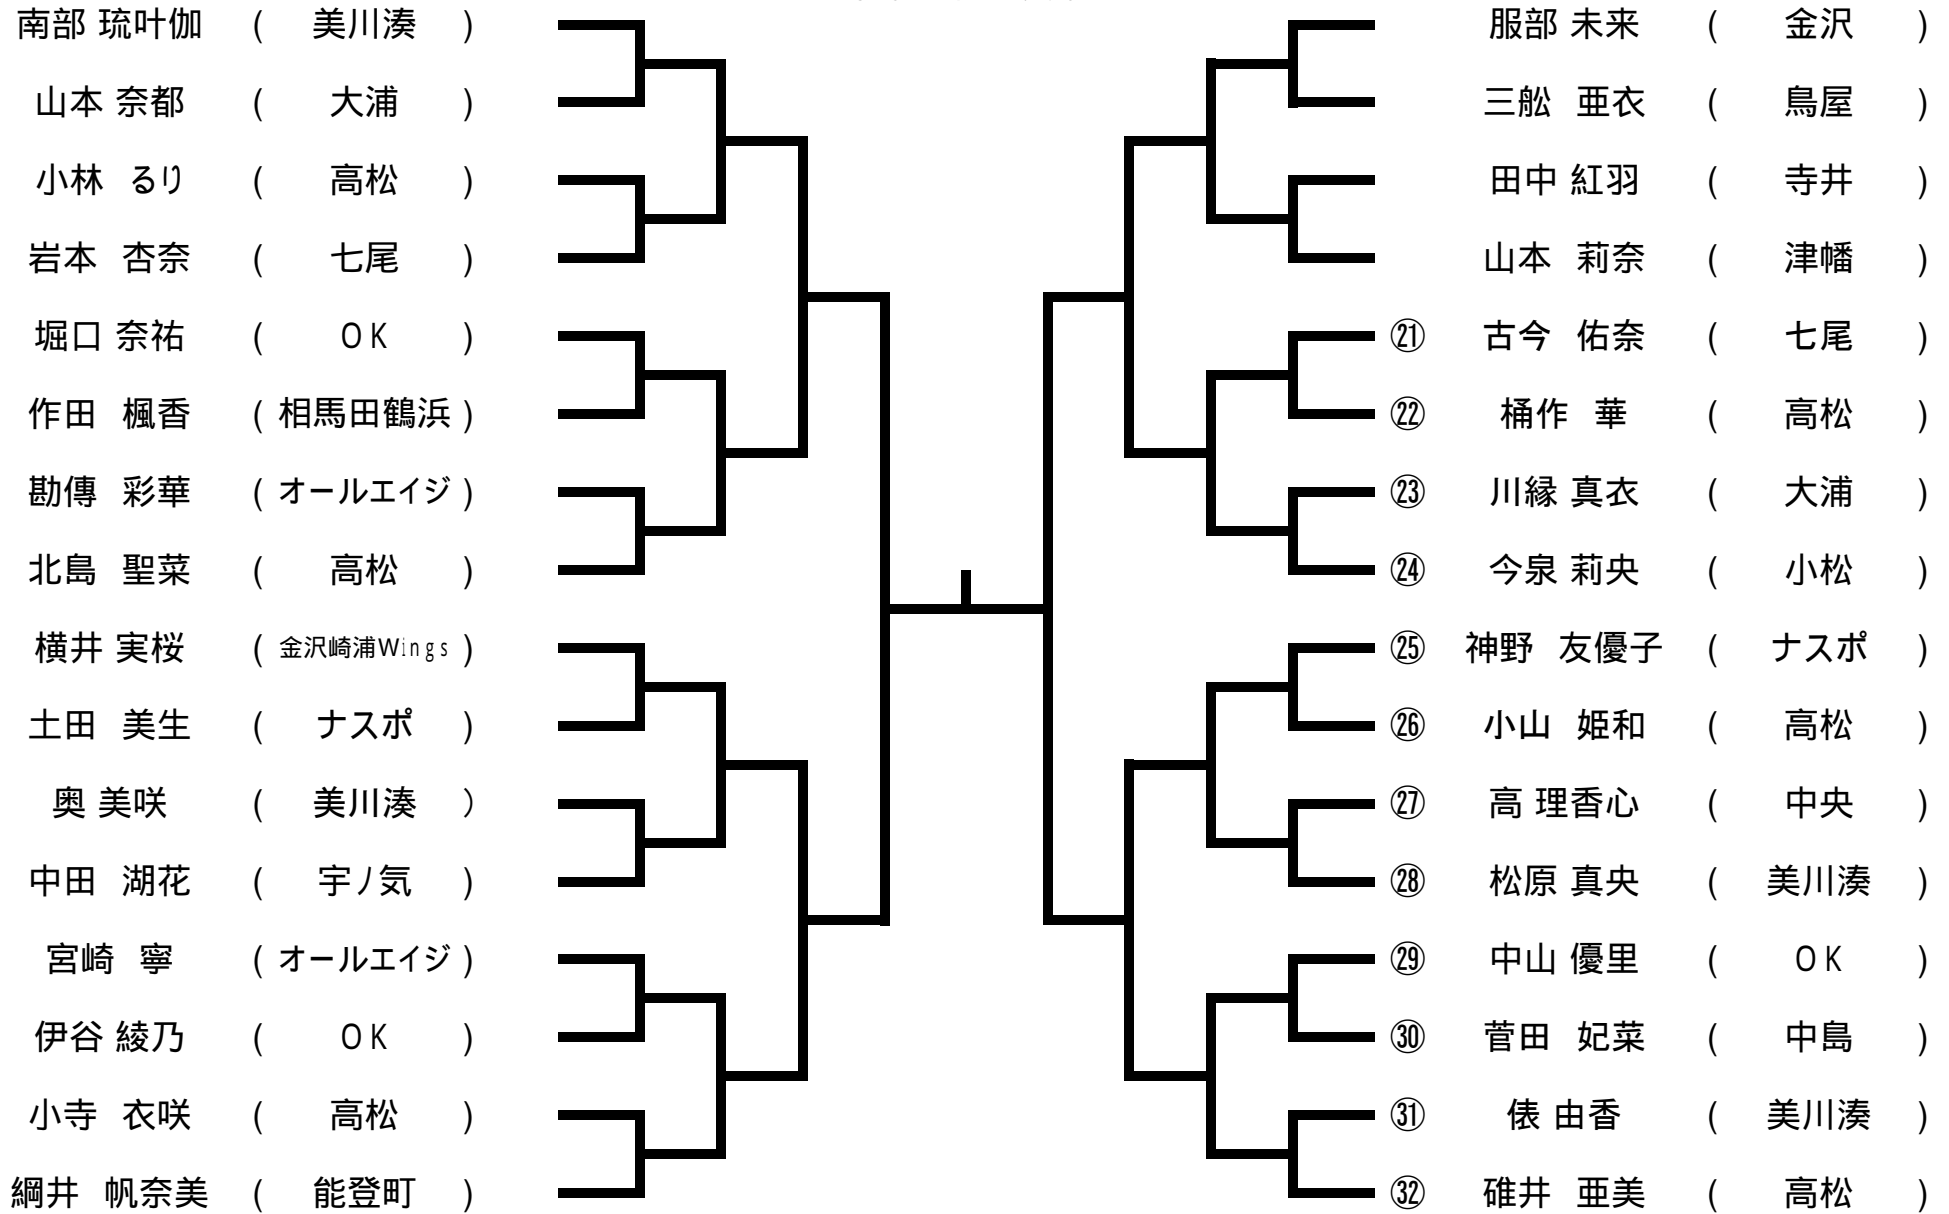 南部 琉叶伽 ( 美川湊 ) 服部 未来 ( 金沢 )
山本 奈都 ( 大浦 ) 三舩 亜衣 ( 鳥屋 )
小林 るり ( 高松 ) 田中 紅羽 ( 寺井 )
岩本 杏奈 ( 七尾 ) 山本 莉奈 ( 津幡 )
堀口 奈祐 ( OK ) ㉑ 古今 佑奈 ( 七尾 )
作田 楓香 ( 相馬田鶴浜 ) ㉒ 桶作 華 ( 高松 )
勘傳 彩華 ( オールエイジ ) ㉓ 川縁 真衣 ( 大浦 )
北島 聖菜 ( 高松 ) ㉔ 今泉 莉央 ( 小松 )
横井 実桜 ( 金沢崎浦Wings ) ㉕ 神野 友優子 ( ナスポ )
土田 美生 ( ナスポ ) ㉖ 小山 姫和 ( 高松 )
奥 美咲 ( 美川湊 ) ㉗ 高 理香心 ( 中央 )
中田 湖花 ( 宇ノ気 ) ㉘ 松原 真央 ( 美川湊 )
宮崎 寧 ( オールエイジ ) ㉙ 中山 優里 ( OK )
伊谷 綾乃 ( OK ) ㉚ 菅田 妃菜 ( 中島 )
小寺 衣咲 ( 高松 ) ㉛ 俵 由香 ( 美川湊 )
綱井 帆奈美 ( 能登町 ) ㉜ 碓井 亜美 ( 高松 )